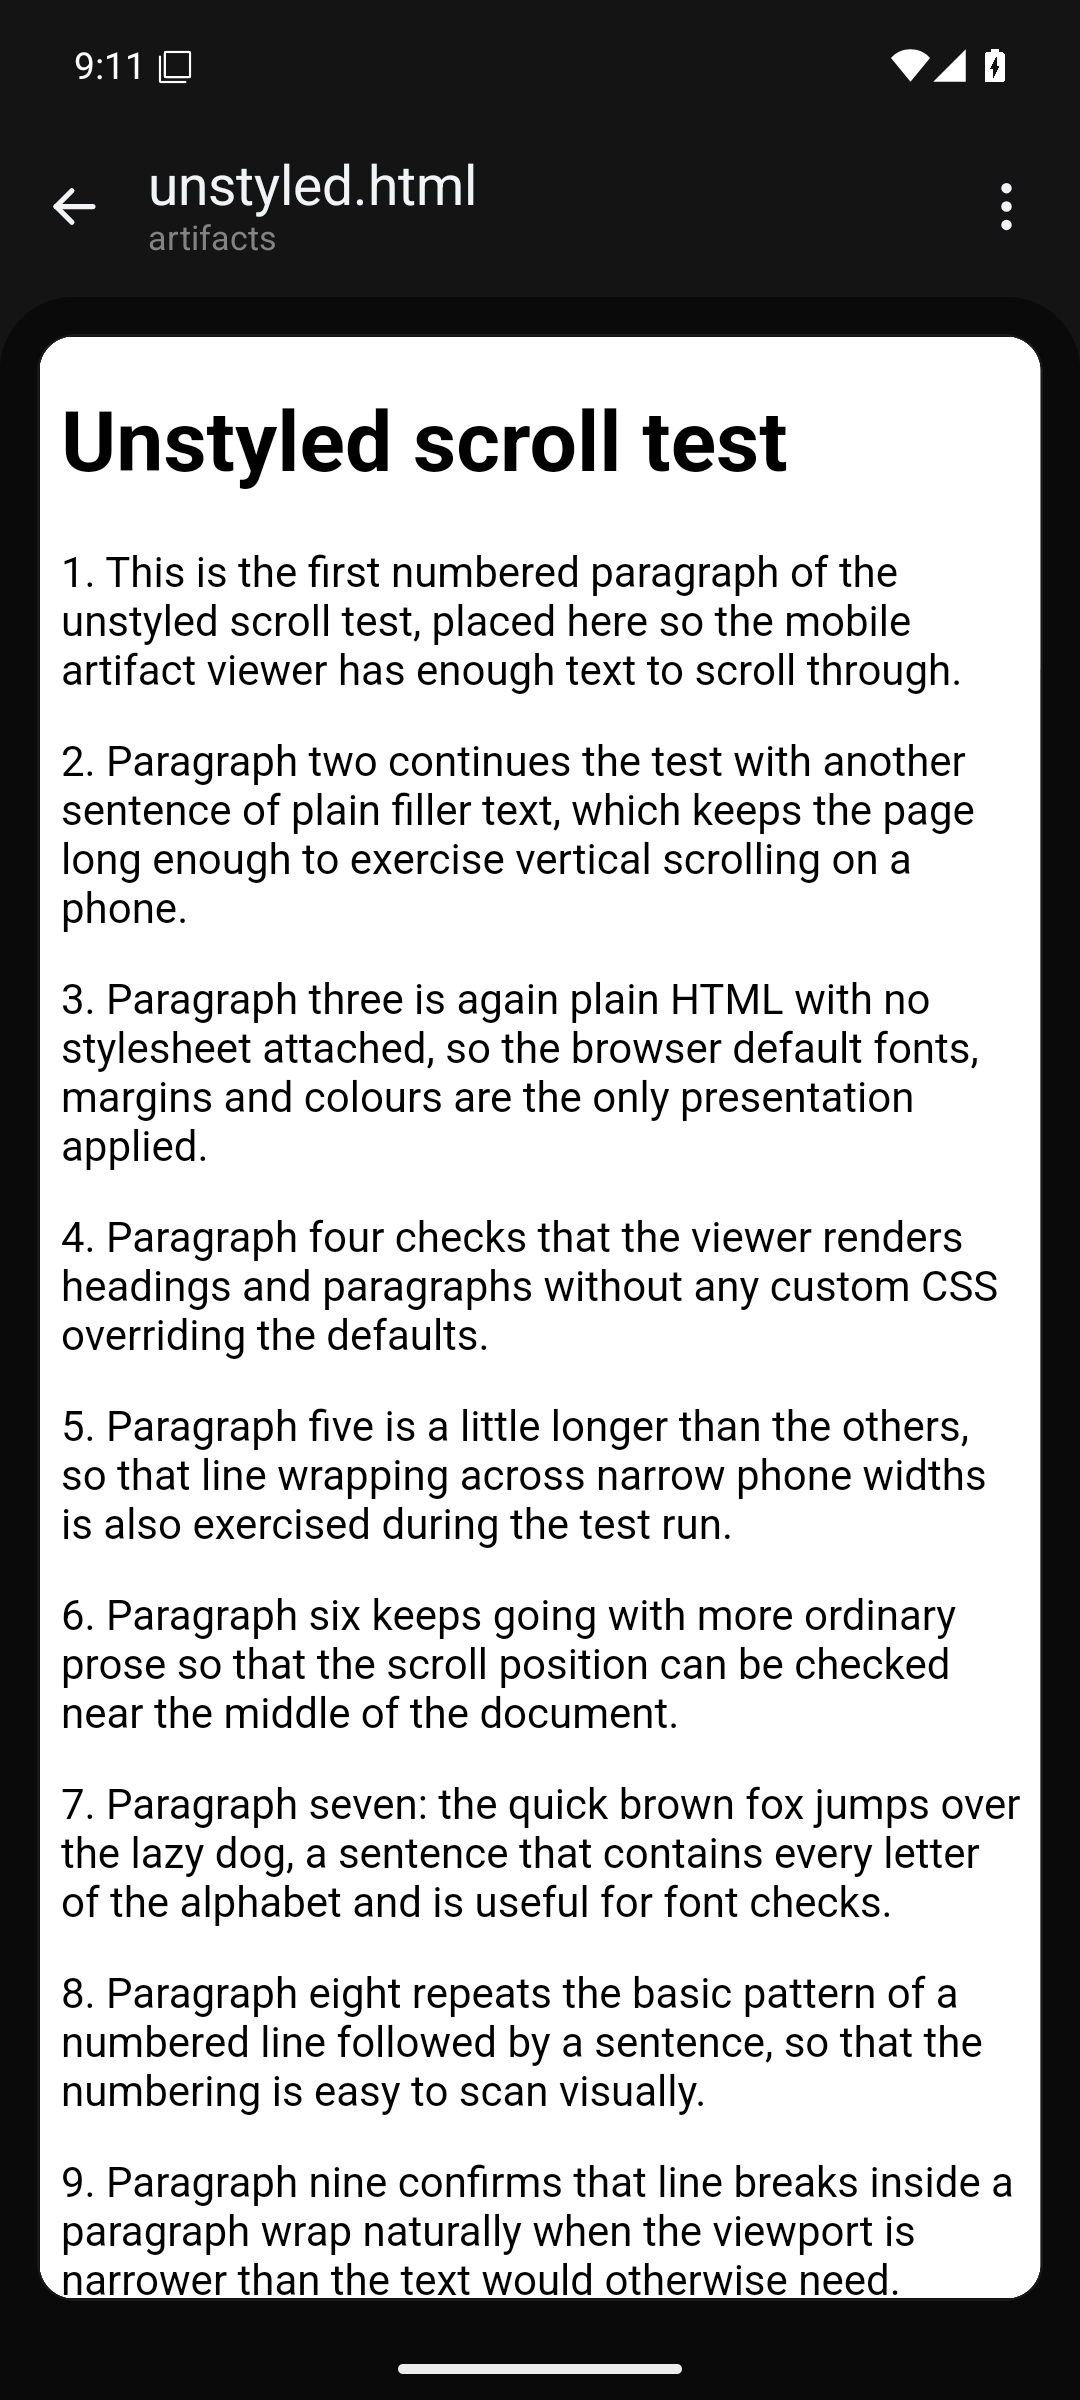 9:11
unstyled.html
artifacts
Unstyled scroll test
1. This is the first numbered paragraph of the
unstyled scroll test, placed here so the mobile
artifact viewer has enough text to scroll through.
2. Paragraph two continues the test with another
sentence of plain filler text, which keeps the page
long enough to exercise vertical scrolling on a
phone.
3. Paragraph three is again plain HTML with no
stylesheet attached, so the browser default fonts,
margins and colours are the only presentation
applied.
4. Paragraph four checks that the viewer renders
headings and paragraphs without any custom CSS
overriding the defaults.
5. Paragraph five is a little longer than the others,
so that line wrapping across narrow phone widths
is also exercised during the test run.
6. Paragraph six keeps going with more ordinary
prose so that the scroll position can be checked
near the middle of the document.
7. Paragraph seven: the quick brown fox jumps over
the lazy dog, a sentence that contains every letter
of the alphabet and is useful for font checks.
8. Paragraph eight repeats the basic pattern of a
numbered line followed by a sentence, so that the
numbering is easy to scan visually.
9. Paragraph nine confirms that line breaks inside a
paragraph wrap naturally when the viewport is
narrower than the text would otherwise need.